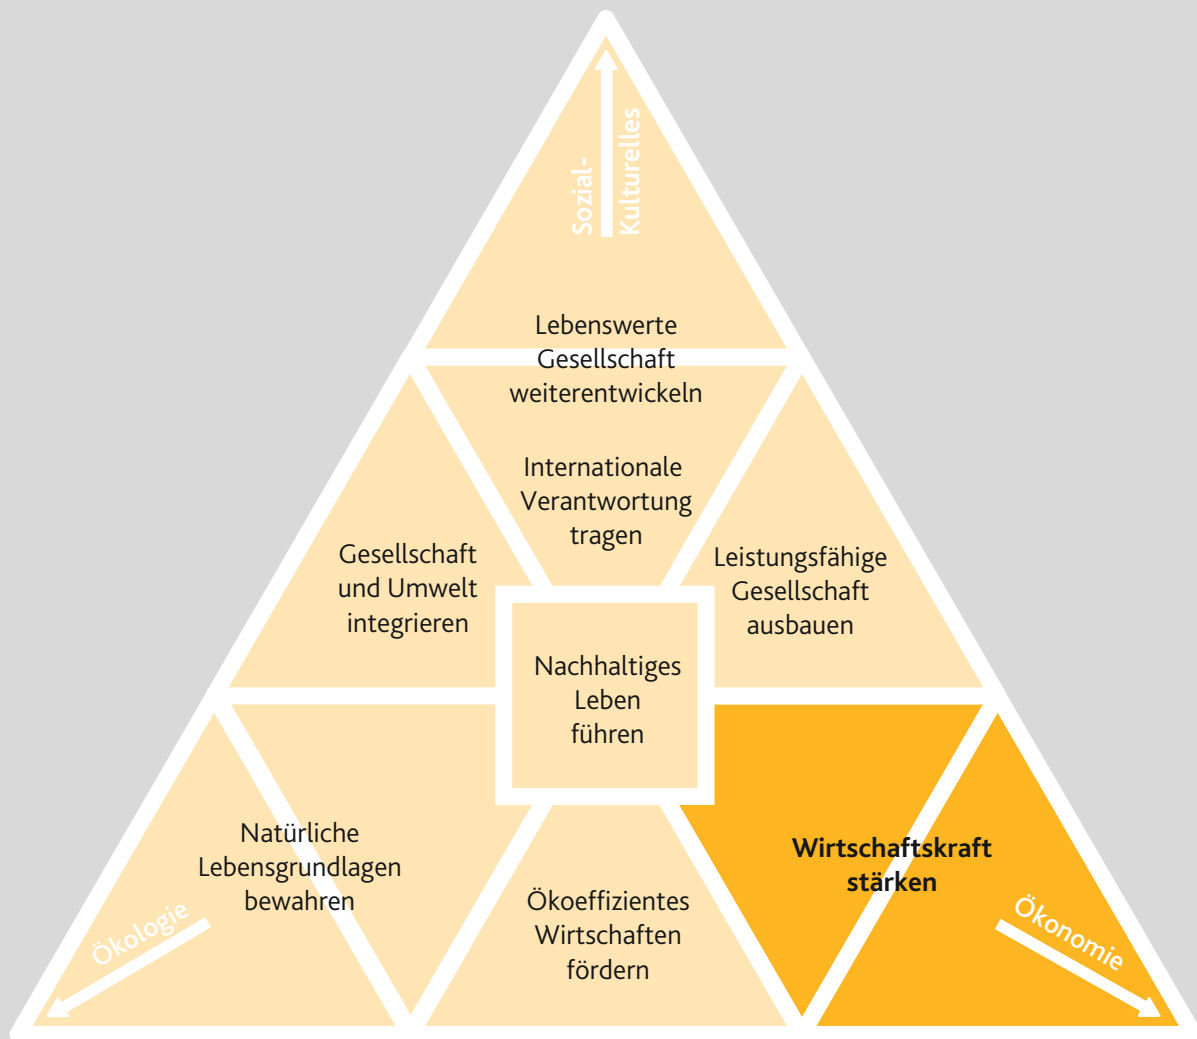 Sozial-
Kulturelles
Lebenswerte
Gesellschaft
weiterentwickeln
Internationale
Verantwortung
tragen
Gesellschaft
und Umwelt
integrieren
Leistungsfähige
Gesellschaft
ausbauen
Nachhaltiges
Leben
führen
Natürliche
Lebensgrundlagen
bewahren
Wirtschaftskraft
stärken
Ökoeffizientes
Wirtschaften
fördern
Ökologie
Ökonomie